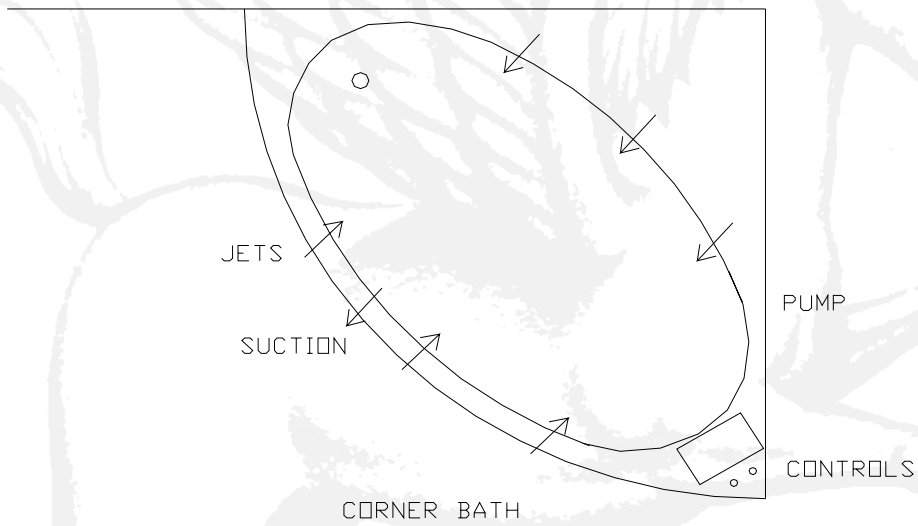 JETS
PUMP
SUCTION
CONTROLS
CORNER BATH